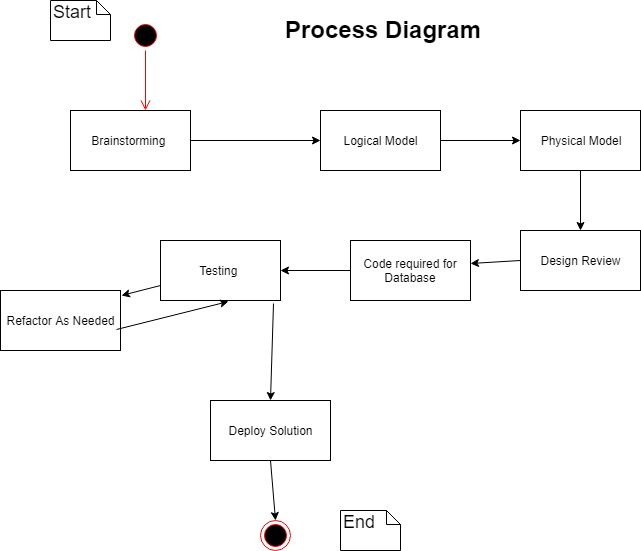 Start
Process Diagram
Brainstorming
Logical Model
Physical Model
Design Review
Code required for
Database
Testing
Refactor As Needed
Deploy Solution
End